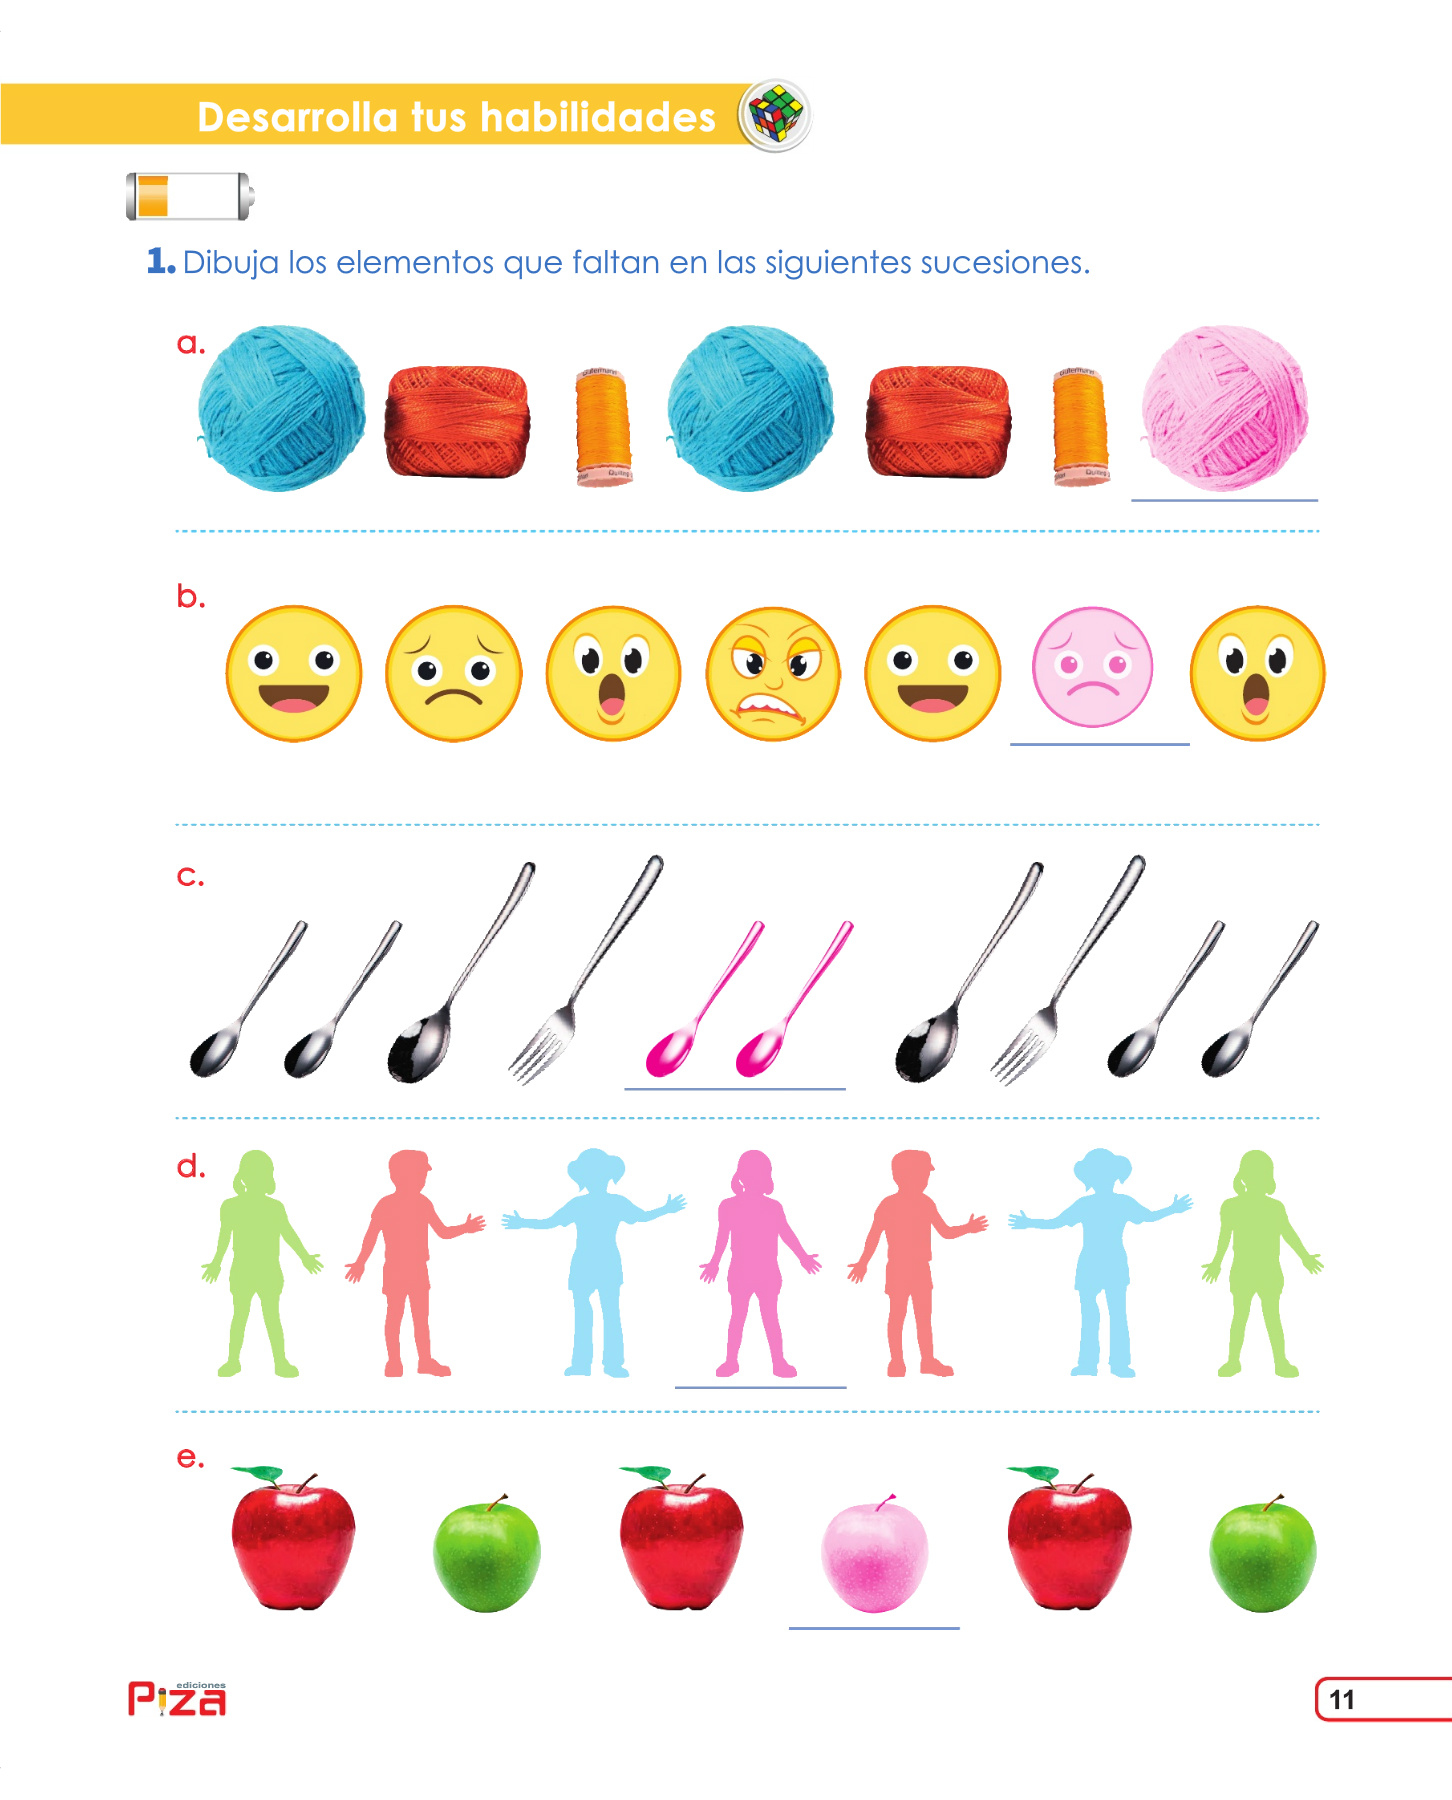 Desarrolla tus habilidades
1. Dibuja los elementos que faltan en las siguientes sucesiones.
a.
b.
c.
d.
e.
ediciones
Piza
11